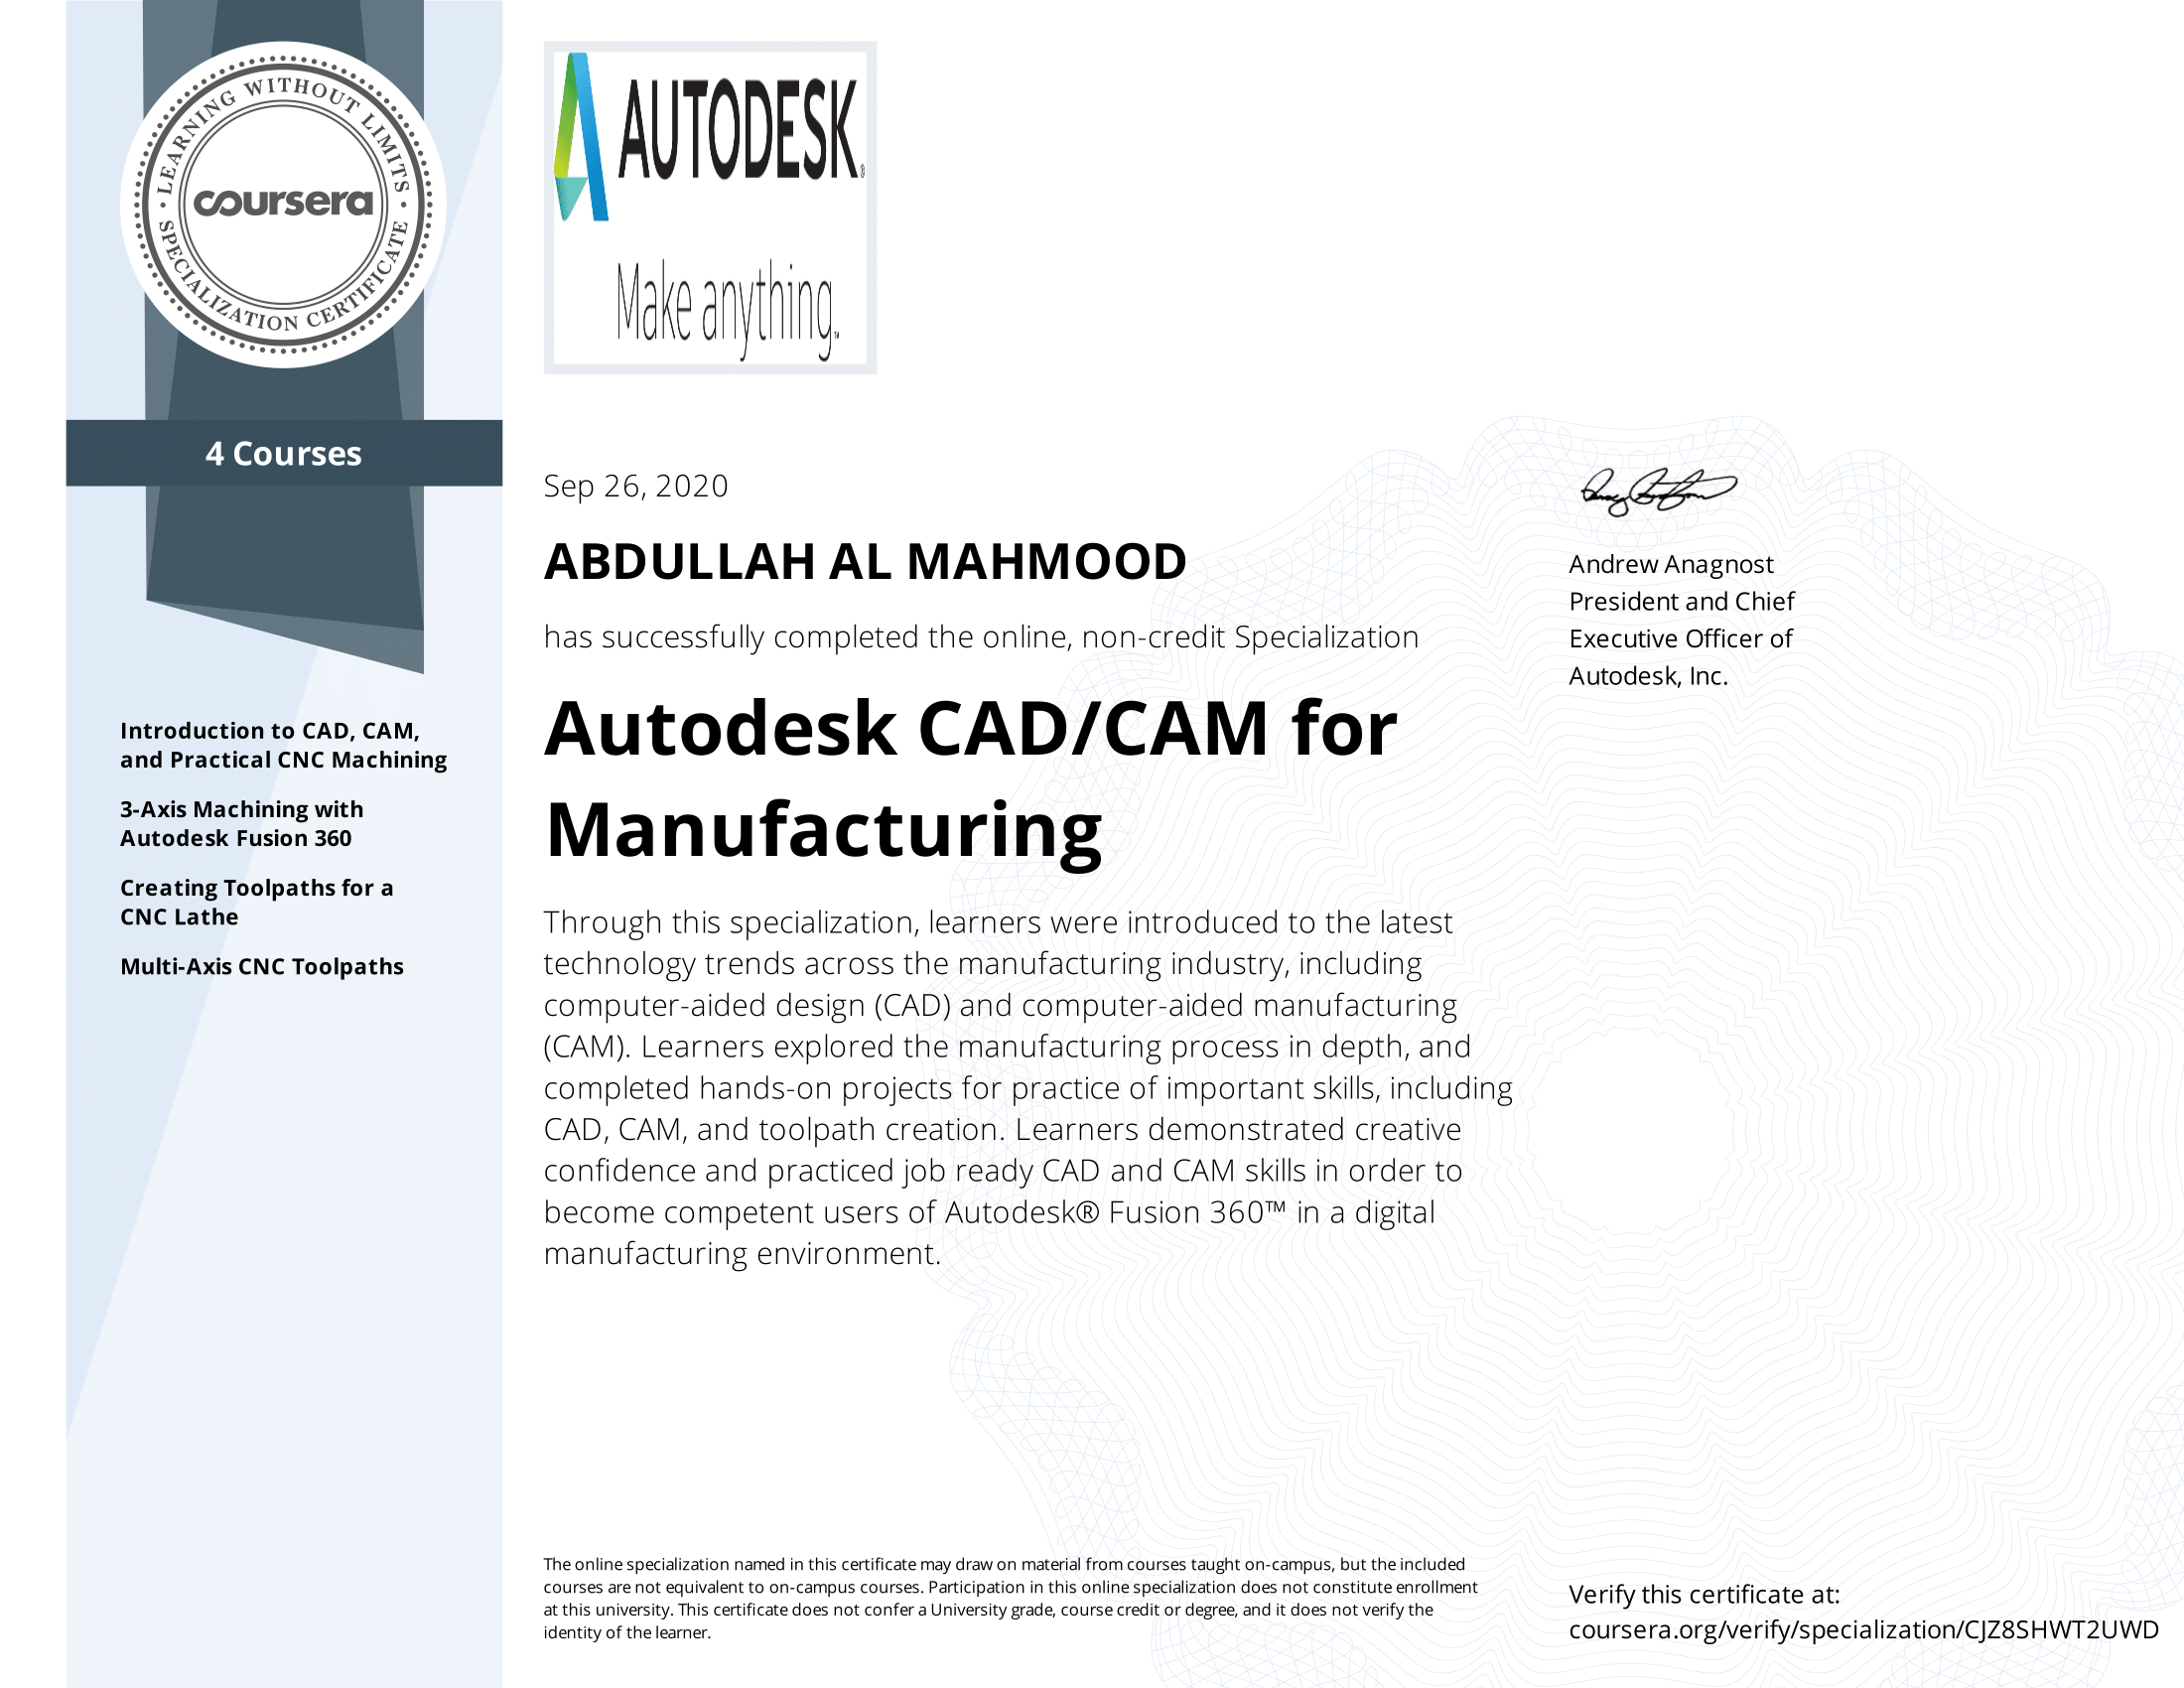 LEARNING WITHOUT LIMITS
coursera
SPECIALIZATION CERTIFICATE
4 Courses
Introduction to CAD, CAM,
and Practical CNC Machining
3-Axis Machining with
Autodesk Fusion 360
Creating Toolpaths for a
CNC Lathe
Multi-Axis CNC Toolpaths
AUTODESK®
Make anything™
Sep 26, 2020
ABDULLAH AL MAHMOOD
has successfully completed the online, non-credit Specialization
Autodesk CAD/CAM for
Manufacturing
Through this specialization, learners were introduced to the latest
technology trends across the manufacturing industry, including
computer-aided design (CAD) and computer-aided manufacturing
(CAM). Learners explored the manufacturing process in depth, and
completed hands-on projects for practice of important skills, including
CAD, CAM, and toolpath creation. Learners demonstrated creative
confidence and practiced job ready CAD and CAM skills in order to
become competent users of Autodesk® Fusion 360™ in a digital
manufacturing environment.
Andrew Anagnost
President and Chief
Executive Officer of
Autodesk, Inc.
The online specialization named in this certificate may draw on material from courses taught on-campus, but the included
courses are not equivalent to on-campus courses. Participation in this online specialization does not constitute enrollment
at this university. This certificate does not confer a University grade, course credit or degree, and it does not verify the
identity of the learner.
Verify this certificate at:
coursera.org/verify/specialization/CJZ8SHWT2UWD